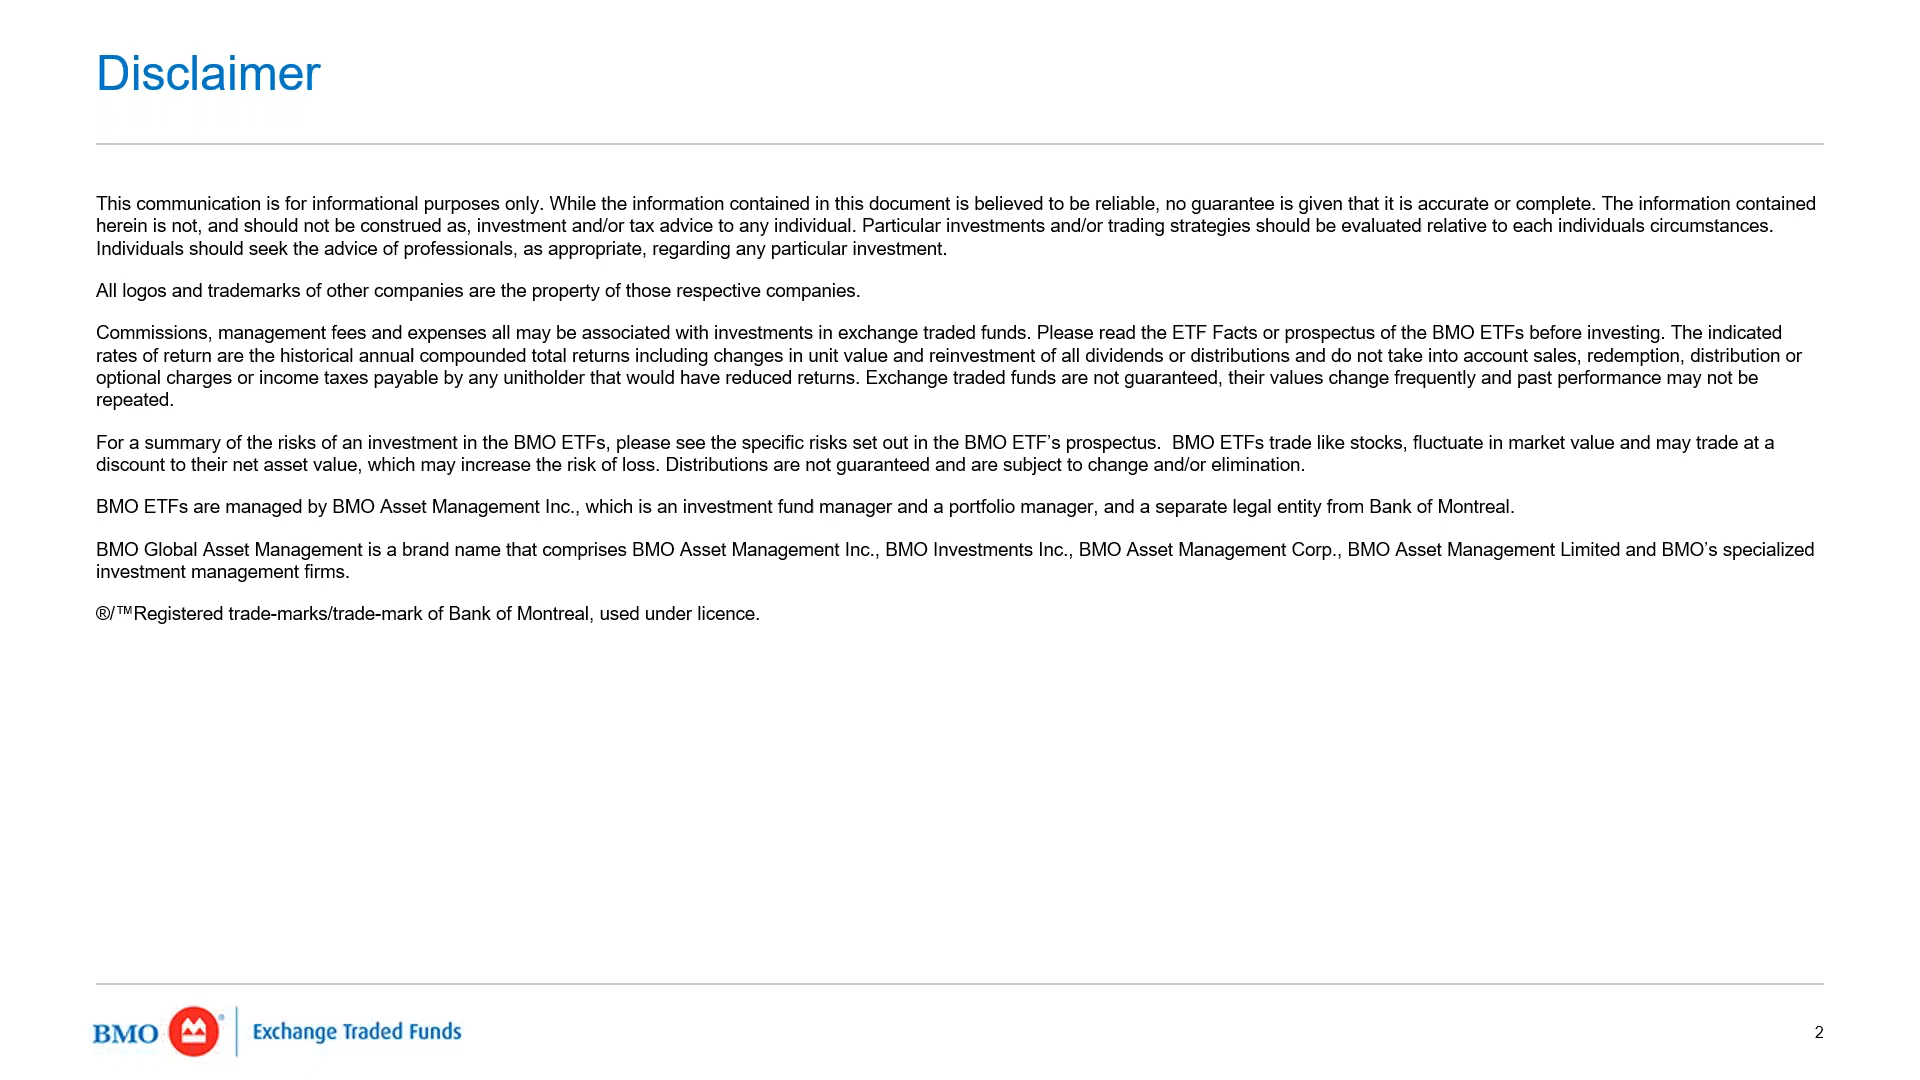 Disclaimer
This communication is for informational purposes only. While the information contained in this document is believed to be reliable, no guarantee is given that it is accurate or complete. The information contained
herein is not, and should not be construed as, investment and/or tax advice to any individual. Particular investments and/or trading strategies should be evaluated relative to each individuals circumstances.
Individuals should seek the advice of professionals, as appropriate, regarding any particular investment.
All logos and trademarks of other companies are the property of those respective companies.
Commissions, management fees and expenses all may be associated with investments in exchange traded funds. Please read the ETF Facts or prospectus of the BMO ETFs before investing. The indicated
rates of return are the historical annual compounded total returns including changes in unit value and reinvestment of all dividends or distributions and do not take into account sales, redemption, distribution or
optional charges or income taxes payable by any unitholder that would have reduced returns. Exchange traded funds are not guaranteed, their values change frequently and past performance may not be
repeated.
For a summary of the risks of an investment in the BMO ETFs, please see the specific risks set out in the BMO ETF’s prospectus.  BMO ETFs trade like stocks, fluctuate in market value and may trade at a
discount to their net asset value, which may increase the risk of loss. Distributions are not guaranteed and are subject to change and/or elimination.
BMO ETFs are managed by BMO Asset Management Inc., which is an investment fund manager and a portfolio manager, and a separate legal entity from Bank of Montreal.
BMO Global Asset Management is a brand name that comprises BMO Asset Management Inc., BMO Investments Inc., BMO Asset Management Corp., BMO Asset Management Limited and BMO’s specialized
investment management firms.
®/™Registered trade-marks/trade-mark of Bank of Montreal, used under licence.
BMO ® Exchange Traded Funds
2